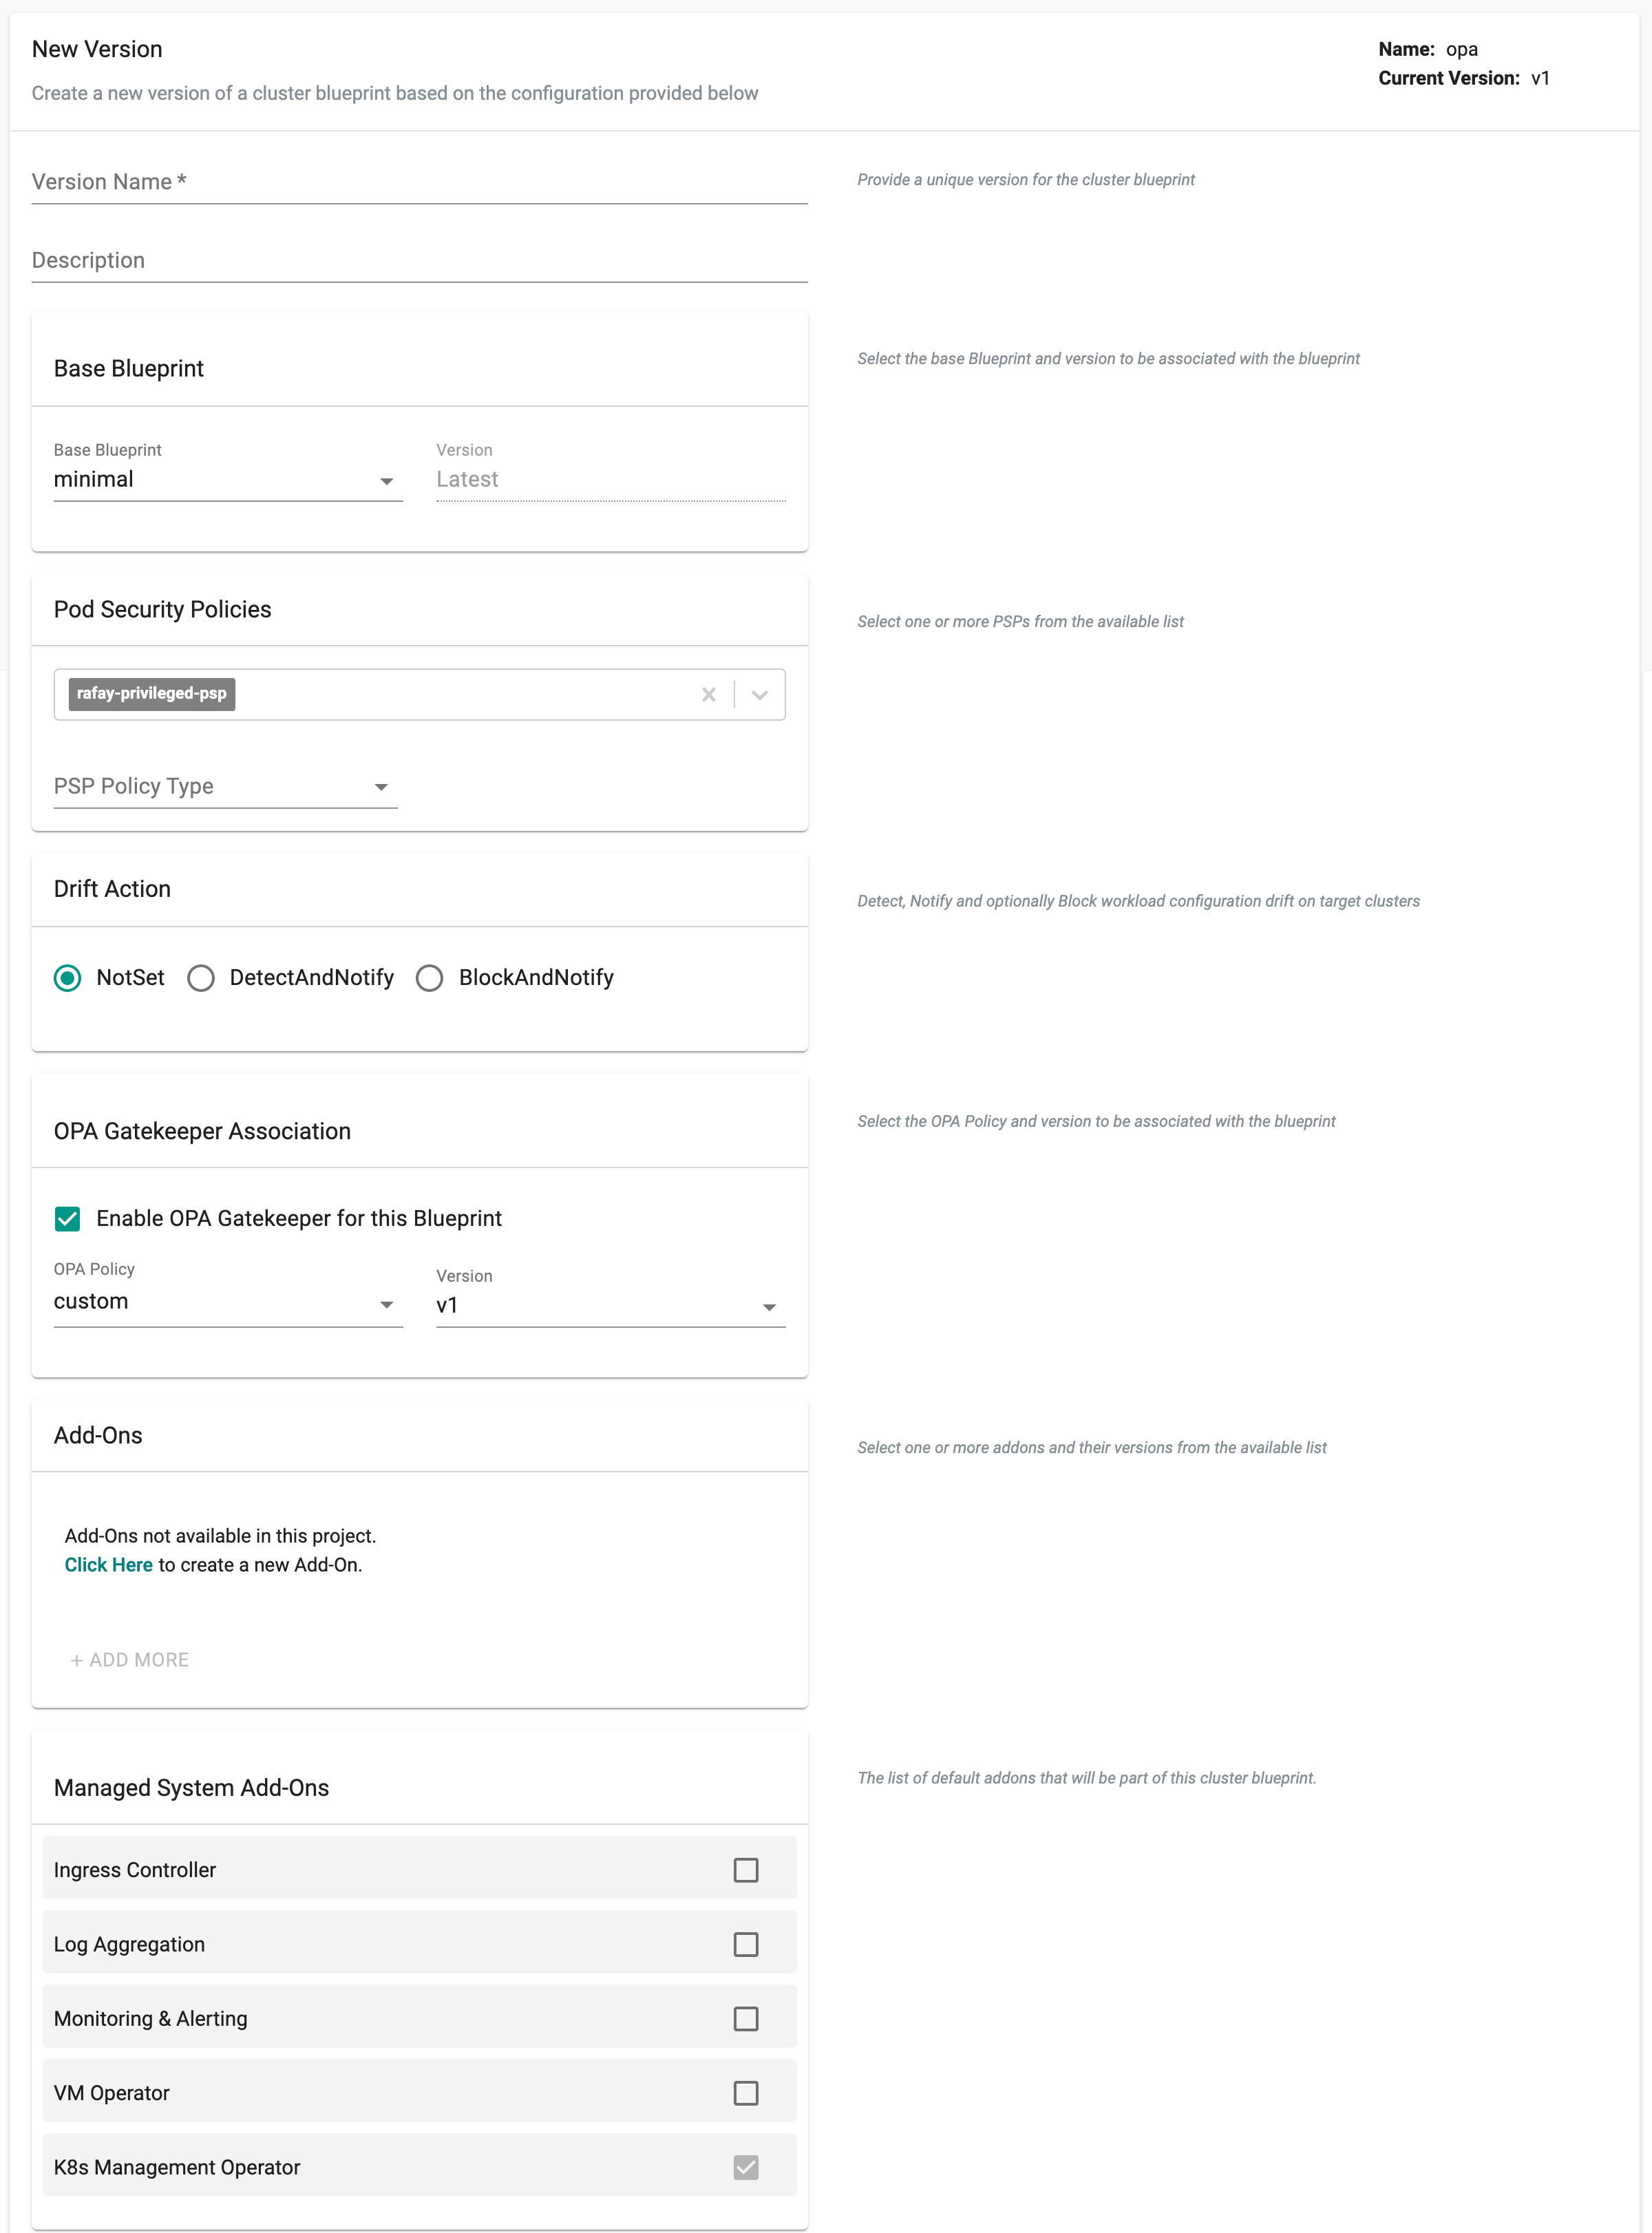 New Version
Name: opa
Create a new version of a cluster blueprint based on the configuration provided below
Current Version: v1
Version Name *
Provide a unique version for the cluster blueprint
Description
Base Blueprint
Select the base Blueprint and version to be associated with the blueprint
Base Blueprint
Version
minimal
Latest
Pod Security Policies
Select one or more PSPs from the available list
rafay-privileged-psp
PSP Policy Type
Drift Action
Detect, Notify and optionally Block workload configuration drift on target clusters
NotSet DetectAndNotify BlockAndNotify
OPA Gatekeeper Association
Select the OPA Policy and version to be associated with the blueprint
Enable OPA Gatekeeper for this Blueprint
OPA Policy
Version
custom
v1
Add-Ons
Select one or more addons and their versions from the available list
Add-Ons not available in this project.
Click Here to create a new Add-On.
+ ADD MORE
Managed System Add-Ons
The list of default addons that will be part of this cluster blueprint.
Ingress Controller
Log Aggregation
Monitoring & Alerting
VM Operator
K8s Management Operator